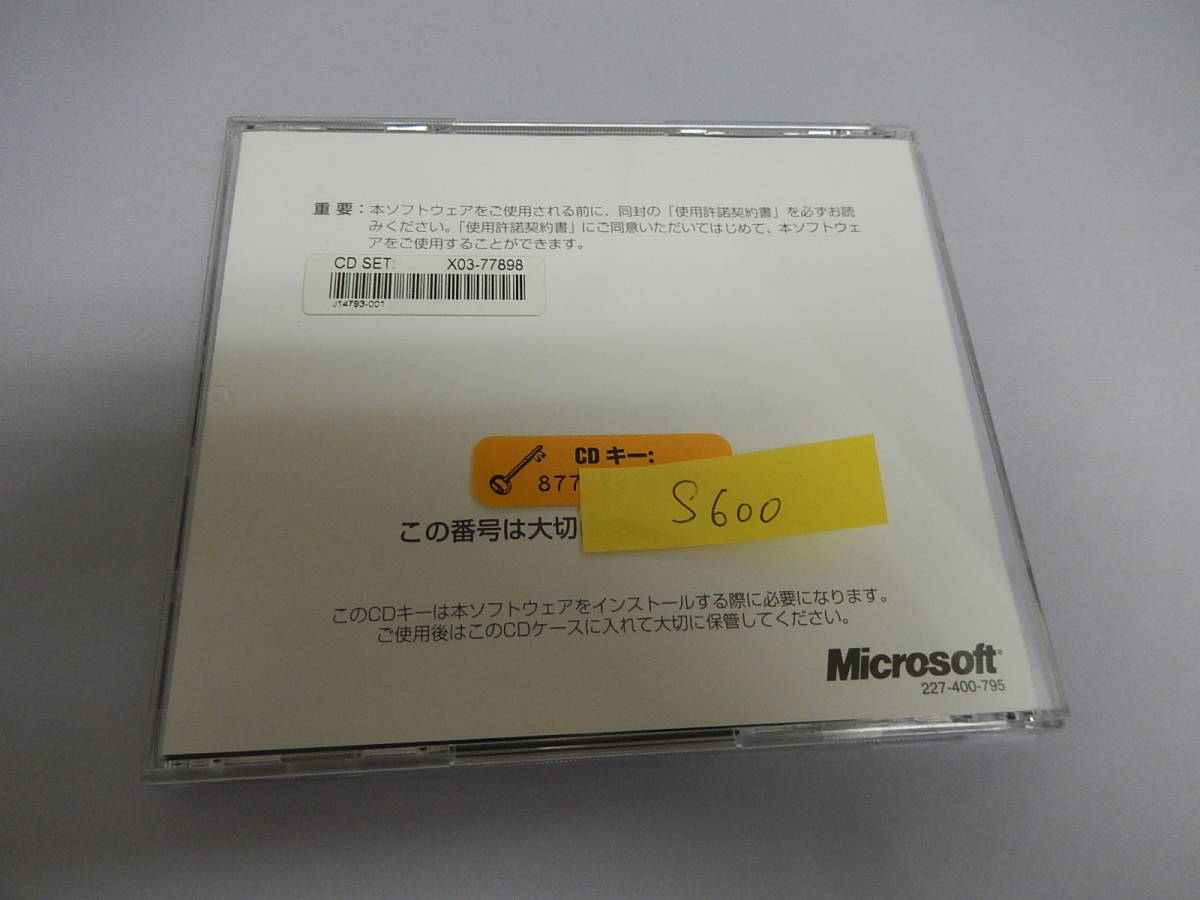 重 要：本ソフトウェアをご使用される前に、同封の「使用許諾契約書」を必ずお読
みください。「使用許諾契約書」にご同意いただいてはじめて、本ソフトウェ
アをご使用することができます。
CD SET: X03-77898
J14793-001
CD キー:
877
S600
この番号は大切
このCDキーは本ソフトウェアをインストールする際に必要になります。
ご使用後はこのCDケースに入れて大切に保管してください。
Microsoft®
227-400-795